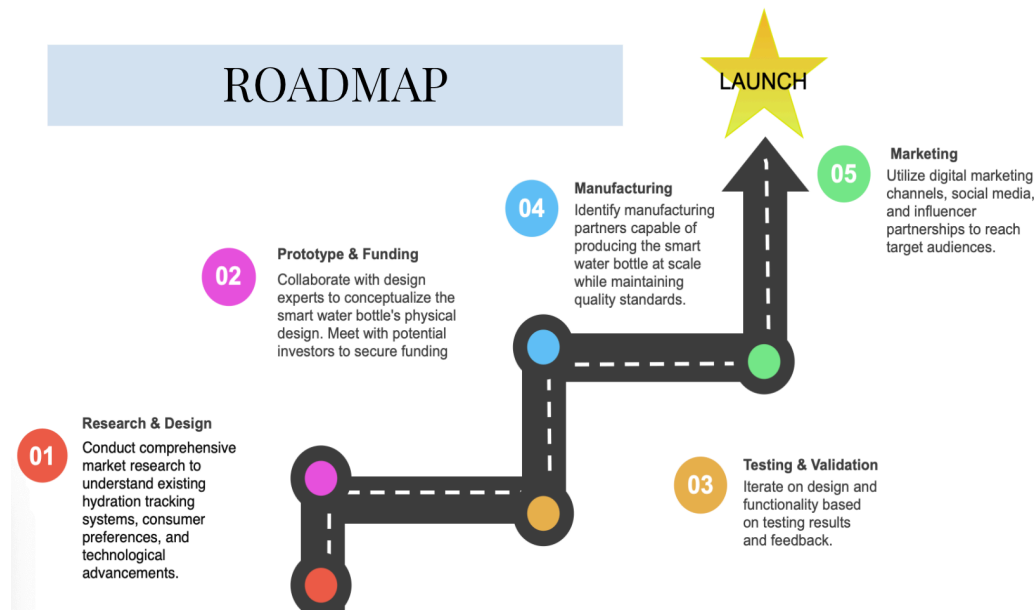 ROADMAP
LAUNCH
01
Research & Design
Conduct comprehensive
market research to
understand existing
hydration tracking
systems, consumer
preferences, and
technological
advancements.
02
Prototype & Funding
Collaborate with design
experts to conceptualize the
smart water bottle's physical
design. Meet with potential
investors to secure funding
03
Testing & Validation
Iterate on design and
functionality based
on testing results
and feedback.
04
Manufacturing
Identify manufacturing
partners capable of
producing the smart
water bottle at scale
while maintaining
quality standards.
05
Marketing
Utilize digital marketing
channels, social media,
and influencer
partnerships to reach
target audiences.